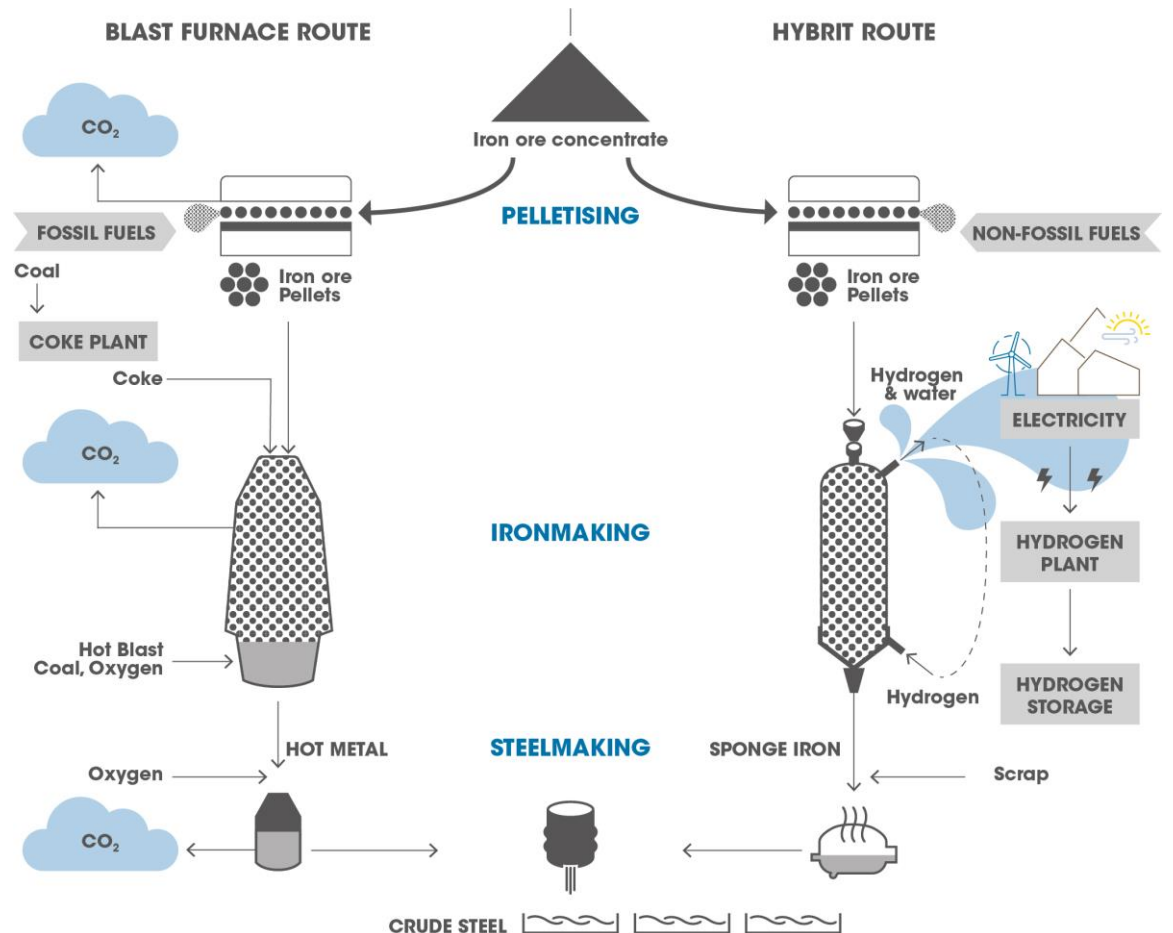 BLAST FURNACE ROUTE
HYBRIT ROUTE
CO₂
Iron ore concentrate
PELLETISING
FOSSIL FUELS
NON-FOSSIL FUELS
Coal
Iron ore
Pellets
Iron ore
Pellets
COKE PLANT
Coke
Hydrogen
& water
ELECTRICITY
CO₂
IRONMAKING
HYDROGEN
PLANT
Hot Blast
Coal, Oxygen
Hydrogen
HYDROGEN
STORAGE
HOT METAL
STEELMAKING
SPONGE IRON
Oxygen
Scrap
CO₂
CRUDE STEEL